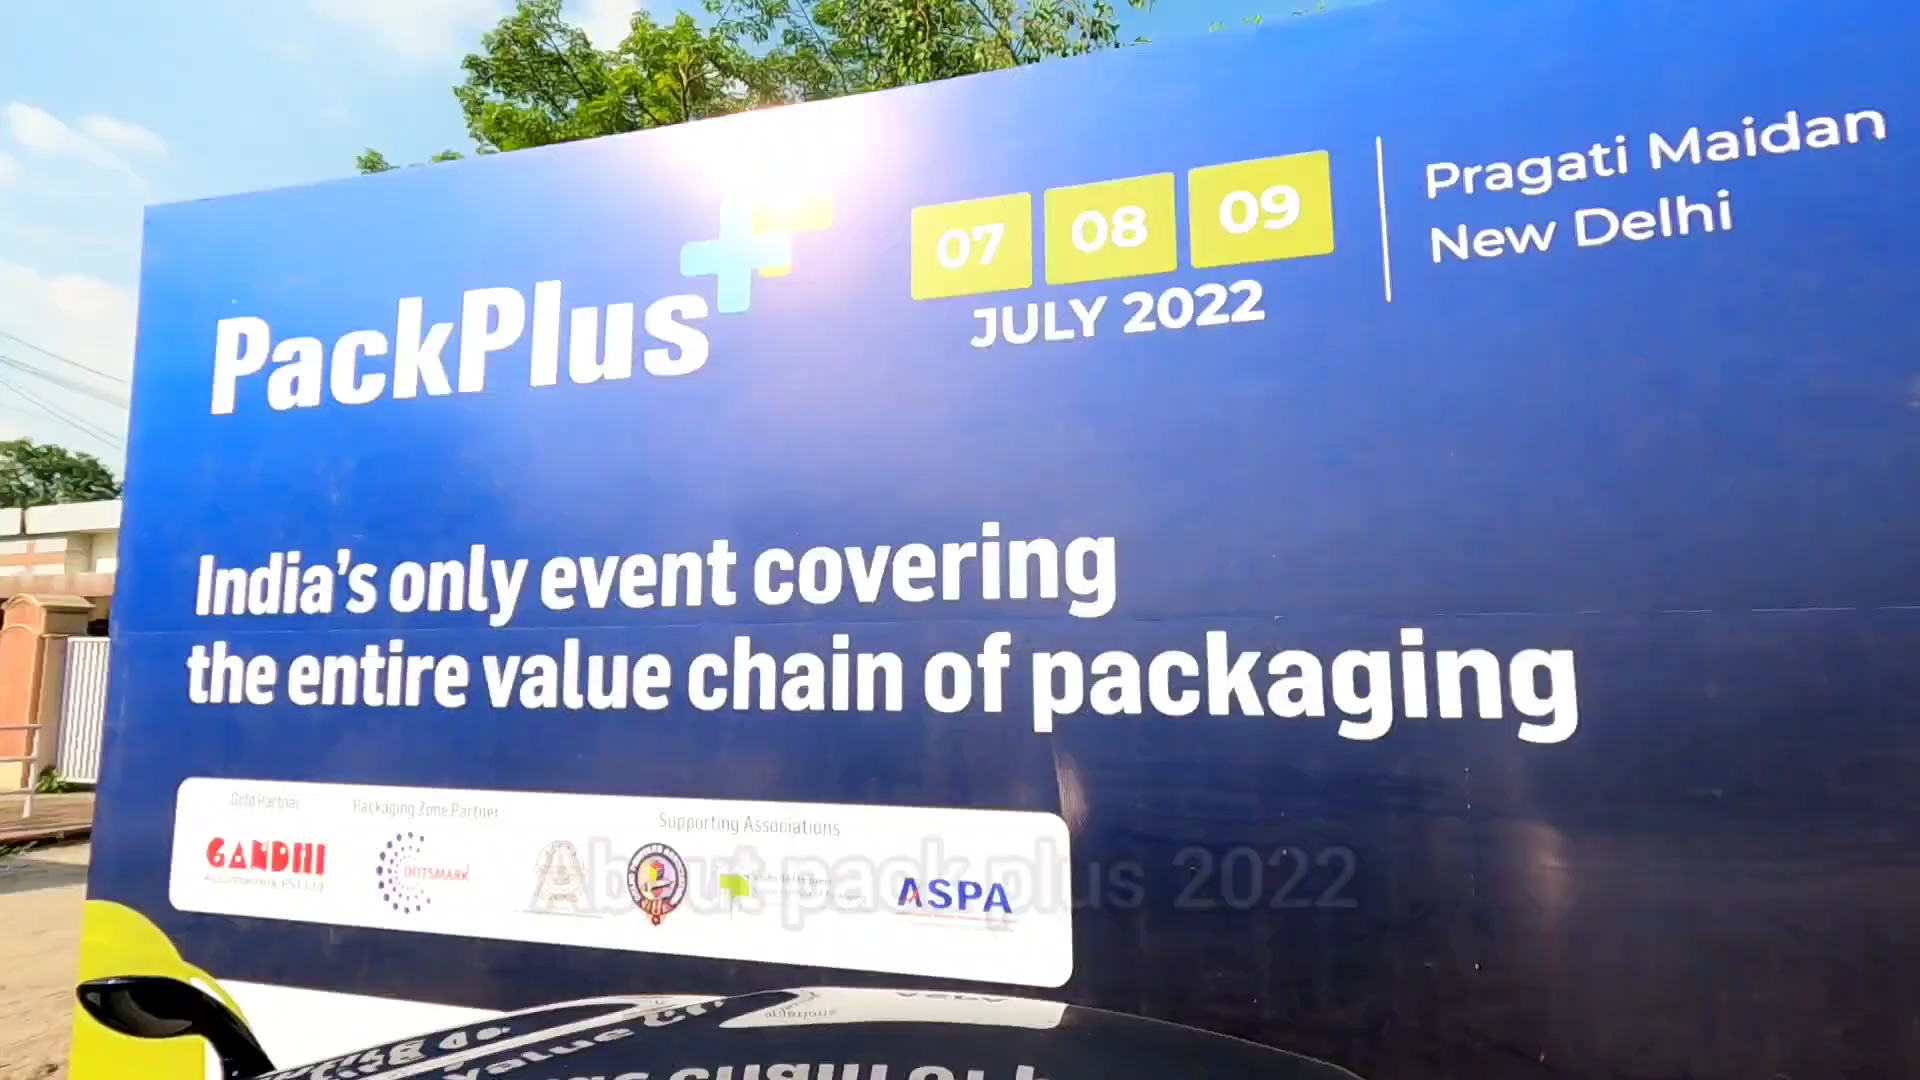 PackPlus
07 08 09
JULY 2022
Pragati Maidan
New Delhi
India's only event covering
the entire value chain of packaging
Gold Partner
Packaging Zone Partner
Supporting Associations
GANDHI
DOTSMARK
ASPA
About pack plus 2022